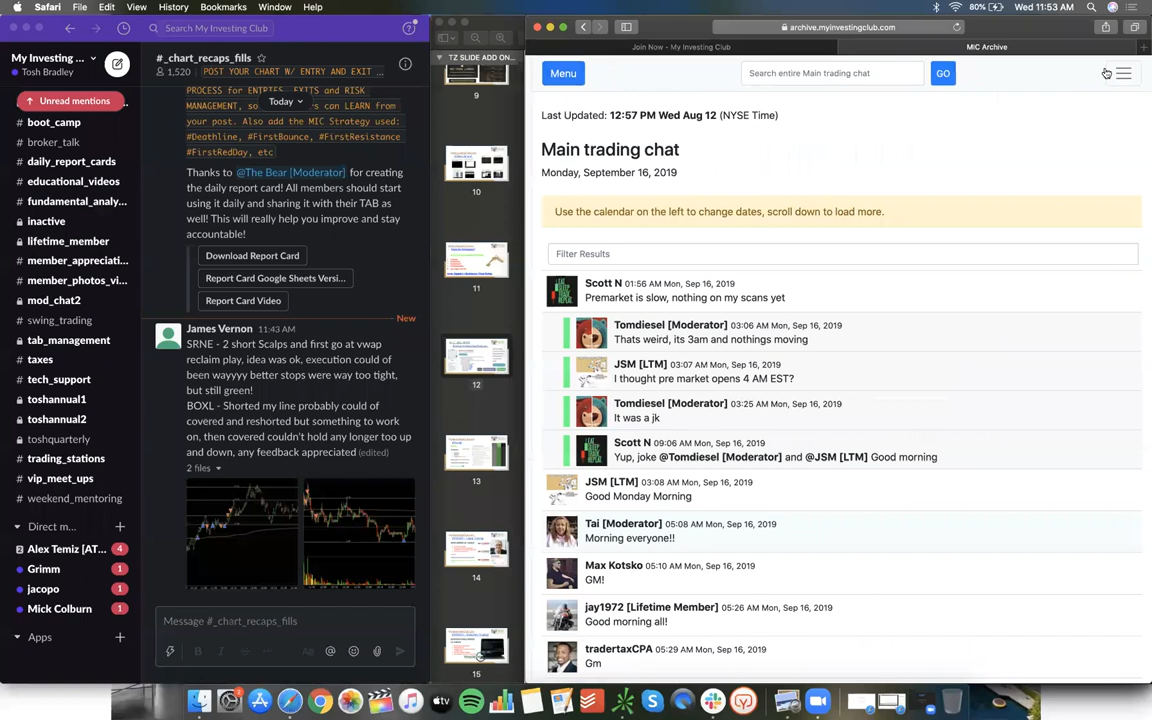 Safari File Edit View History Bookmarks Window Help
80% Wed 11:53 AM
Search My Investing Club
My Investing ...
Tosh Bradley
Unread mentions
# boot_camp
# broker_talk
# daily_report_cards
# educational_videos
# fundamental_analy...
inactive
lifetime_member
# member_appreciati...
# member_photos_vi...
mod_chat2
# swing_trading
tab_management
# taxes
# tech_support
# toshannual1
# toshannual2
# toshquarterly
# trading_stations
vip_meet_ups
# weekend_mentoring
Direct m...
2 Alex Temiz [AT... 4
Grimm 1
jacopo 1
Mick Colburn 1
Apps
#_chart_recaps_fills
1,520 POST YOUR CHART W/ ENTRY AND EXIT ...
PROCESS for ENTRIES, EXITS and RISK
Today
MANAGEMENT, so
can LEARN from
your post. Also add the MIC Strategy used:
#Deathline, #FirstBounce, #FirstResistance
#FirstRedDay, etc
Thanks to @The Bear [Moderator] for creating
the daily report card! All members should start
using it daily and sharing it with their TAB as
well! This will really help you improve and stay
accountable!
Download Report Card
Report Card Google Sheets Versi...
Report Card Video
New
James Vernon 11:43 AM
SRNE - 2 short Scalps and first go at vwap
reclaim play, idea was ok, execution could of
been wayyyy better stops were way too tight,
but still green!
BOXL - Shorted my line probably could of
covered and reshorted but something to work
on, then covered couldn't hold any longer too up
and down, any feedback appreciated (edited)
2 files
Message #_chart_recaps_fills
TZ SLIDE ADD ON...
9
10
11
12
13
14
15
archive.myinvestingclub.com
Join Now - My Investing Club
MIC Archive
Menu
Search entire Main trading chat
GO
Last Updated: 12:57 PM Wed Aug 12 (NYSE Time)
Main trading chat
Monday, September 16, 2019
Use the calendar on the left to change dates, scroll down to load more.
Filter Results
Scott N 01:56 AM Mon, Sep 16, 2019
Premarket is slow, nothing on my scans yet
Tomdiesel [Moderator] 03:06 AM Mon, Sep 16, 2019
Thats weird, its 3am and nothings moving
JSM [LTM] 03:07 AM Mon, Sep 16, 2019
I thought pre market opens 4 AM EST?
Tomdiesel [Moderator] 03:25 AM Mon, Sep 16, 2019
It was a jk
Scott N 09:06 AM Mon, Sep 16, 2019
Yup, joke @Tomdiesel [Moderator] and @JSM [LTM] Good morning
JSM [LTM] 03:08 AM Mon, Sep 16, 2019
Good Monday Morning
Tai [Moderator] 05:08 AM Mon, Sep 16, 2019
Morning everyone!!
Max Kotsko 05:10 AM Mon, Sep 16, 2019
GM!
jay1972 [Lifetime Member] 05:26 AM Mon, Sep 16, 2019
Good morning all!
tradertaxCPA 05:29 AM Mon, Sep 16, 2019
Gm